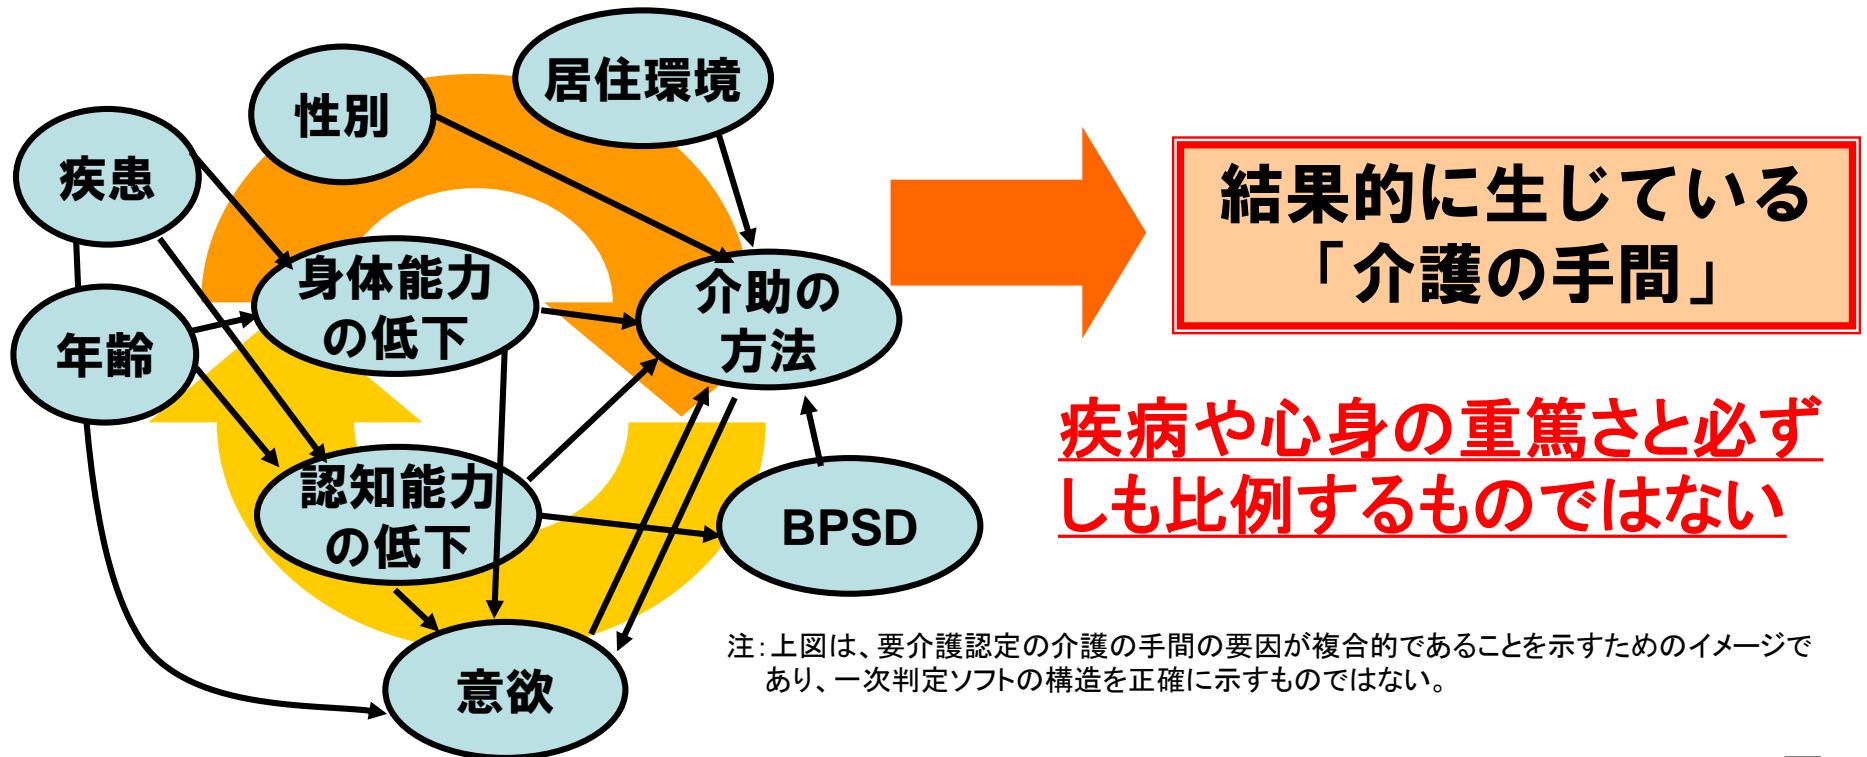 居住環境
性別
疾患
身体能力
の低下
介助の
方法
年齢
認知能力
の低下
BPSD
意欲
結果的に生じている
「介護の手間」
疾病や心身の重篤さと必ず
しも比例するものではない
注：上図は、要介護認定の介護の手間の要因が複合的であることを示すためのイメージで
あり、一次判定ソフトの構造を正確に示すものではない。